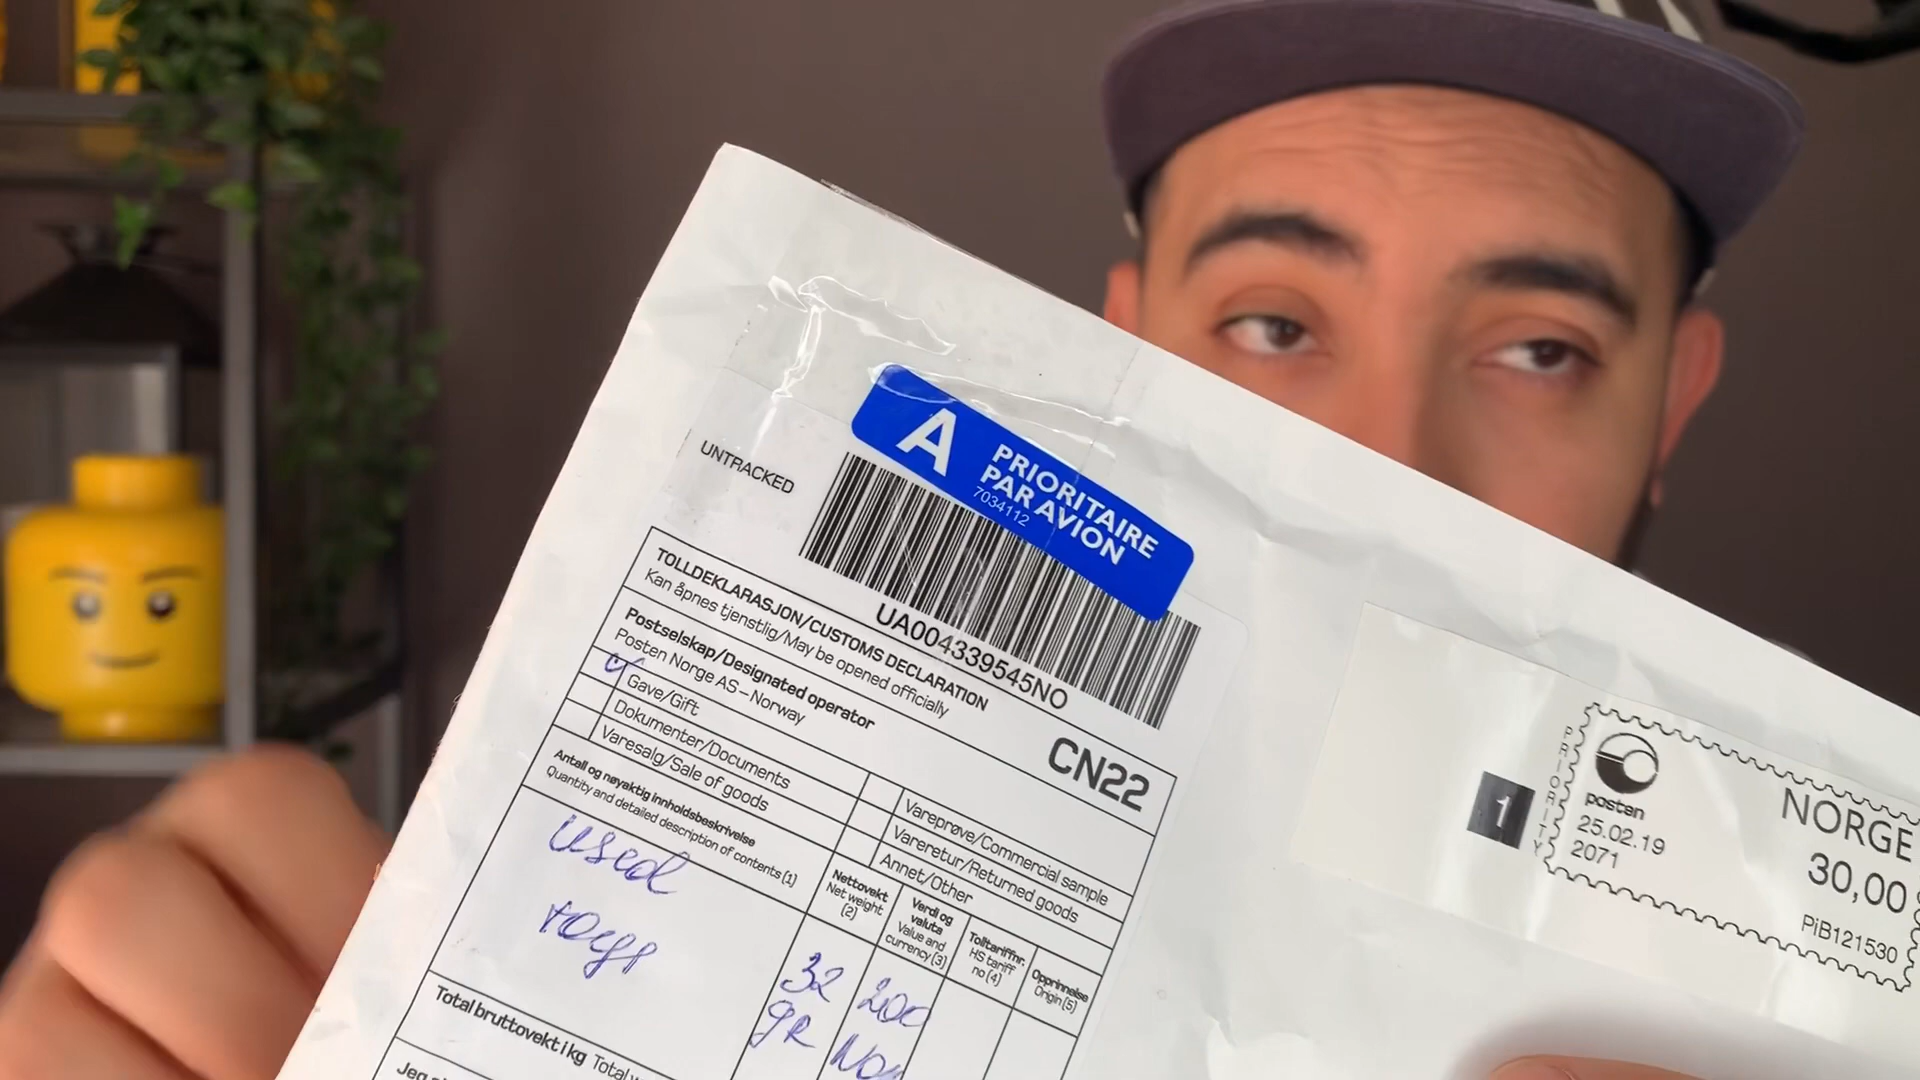 A PRIORITAIRE
PAR AVION
7034112
UNTRACKED
UA004339545NO
TOLLDEKLARASJON/CUSTOMS DECLARATION
Kan åpnes tjenstlig/May be opened officially
CN22
Postselskap/Designated operator
Posten Norge AS – Norway
Gave/Gift
Dokumenter/Documents
Varesalg/Sale of goods
Vareprøve/Commercial sample
Vareretur/Returned goods
Annet/Other
Antall og nøyaktig innholdsbeskrivelse
Quantity and detailed description of contents (1)
Nettovekt
Net weight
(2)
Verdi og
valuta
Value and
currency (3)
Tolltariffnr.
HS tariff
no (4)
Opprinnelse
Origin (5)
used
toys
32
gR
200
Total bruttovekt i kg
1
PRIORITY
posten
25.02.19
2071
NORGE
30,00
PiB121530